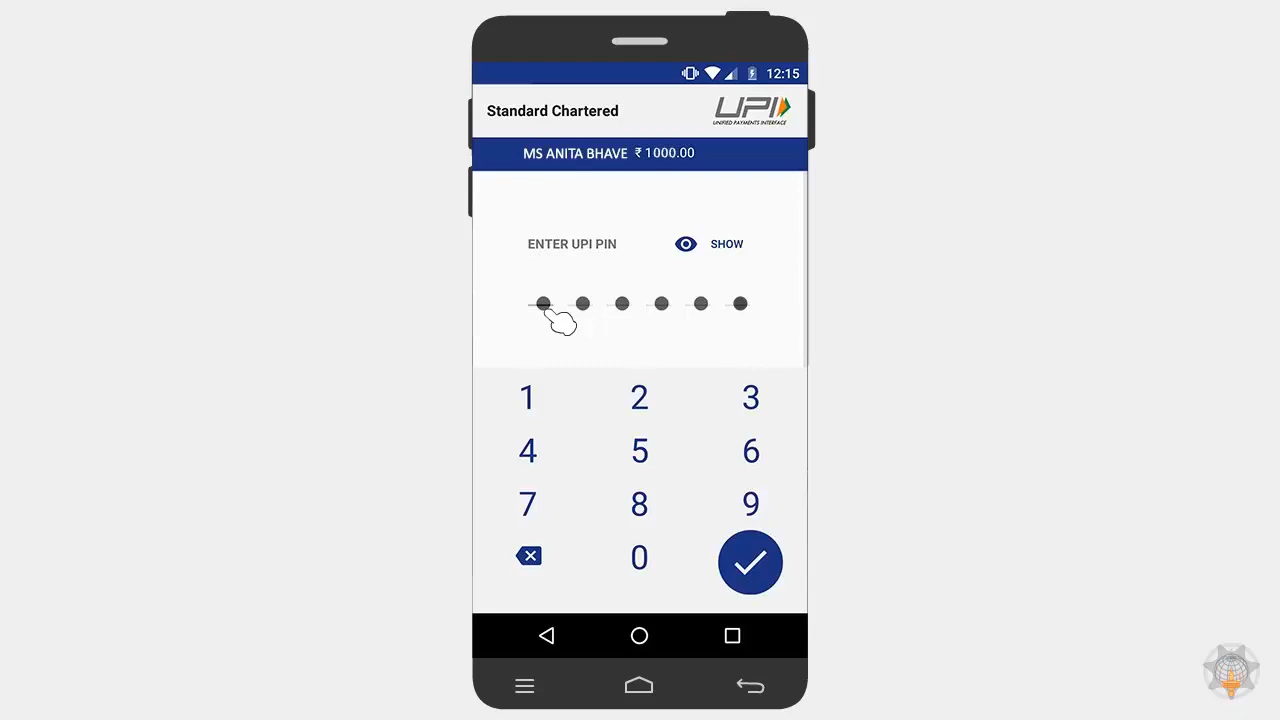 12:15
Standard Chartered
UPI
UNIFIED PAYMENTS INTERFACE
MS ANITA BHAVE ₹ 1000.00
ENTER UPI PIN SHOW
1 2 3
4 5 6
7 8 9
0